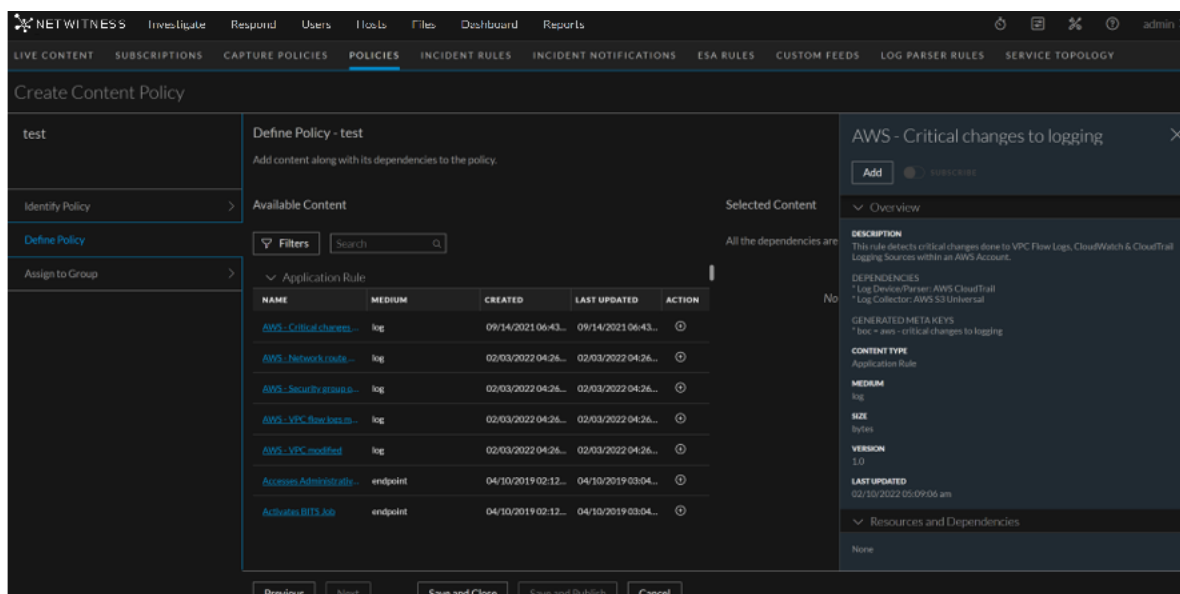 NETWITNESS Investigate Respond Users Hosts Files Dashboard Reports admin
LIVE CONTENT SUBSCRIPTIONS CAPTURE POLICIES POLICIES INCIDENT RULES INCIDENT NOTIFICATIONS ESA RULES CUSTOM FEEDS LOG PARSER RULES SERVICE TOPOLOGY
Create Content Policy
test
Identify Policy
Define Policy
Assign to Group
Define Policy - test
Add content along with its dependencies to the policy.
Available Content
Filters Search
Application Rule
NAME MEDIUM CREATED LAST UPDATED ACTION
AWS - Critical changes ... log 09/14/2021 06:43... 09/14/2021 06:43...
AWS - Network route ... log 02/03/2022 04:26... 02/03/2022 04:26...
AWS - Security group o... log 02/03/2022 04:26... 02/03/2022 04:26...
AWS - VPC flow logs m... log 02/03/2022 04:26... 02/03/2022 04:26...
AWS - VPC modified log 02/03/2022 04:26... 02/03/2022 04:26...
Accesses Administrativ... endpoint 04/10/2019 02:12... 04/10/2019 03:04...
Activates BITS Job endpoint 04/10/2019 02:12... 04/10/2019 03:04...
Selected Content
All the dependencies are
No
AWS - Critical changes to logging
Add SUBSCRIBE
Overview
DESCRIPTION
This rule detects critical changes done to VPC Flow Logs, CloudWatch & CloudTrail
Logging Sources within an AWS Account.
DEPENDENCIES
* Log Device/Parser: AWS CloudTrail
* Log Collector: AWS S3 Universal
GENERATED META KEYS
* boc = aws - critical changes to logging
CONTENT TYPE
Application Rule
MEDIUM
log
SIZE
bytes
VERSION
1.0
LAST UPDATED
02/10/2022 05:09:06 am
Resources and Dependencies
None
Previous Next Save and Close Save and Publish Cancel